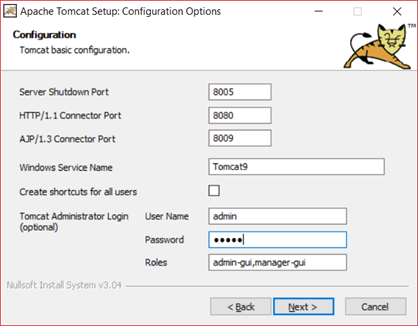 Apache Tomcat Setup: Configuration Options
Configuration
Tomcat basic configuration.
TM
Server Shutdown Port 8005
HTTP/1.1 Connector Port 8080
AJP/1.3 Connector Port 8009
Windows Service Name Tomcat9
Create shortcuts for all users
Tomcat Administrator Login User Name admin
(optional)
Password ●●●●●
Roles admin-gui,manager-gui
Nullsoft Install System v3.04
< Back Next > Cancel